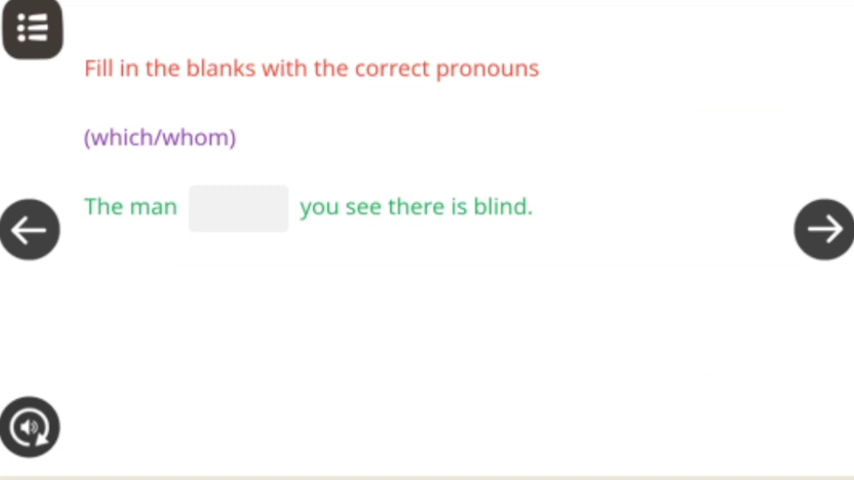 Fill in the blanks with the correct pronouns
(which/whom)
The man you see there is blind.